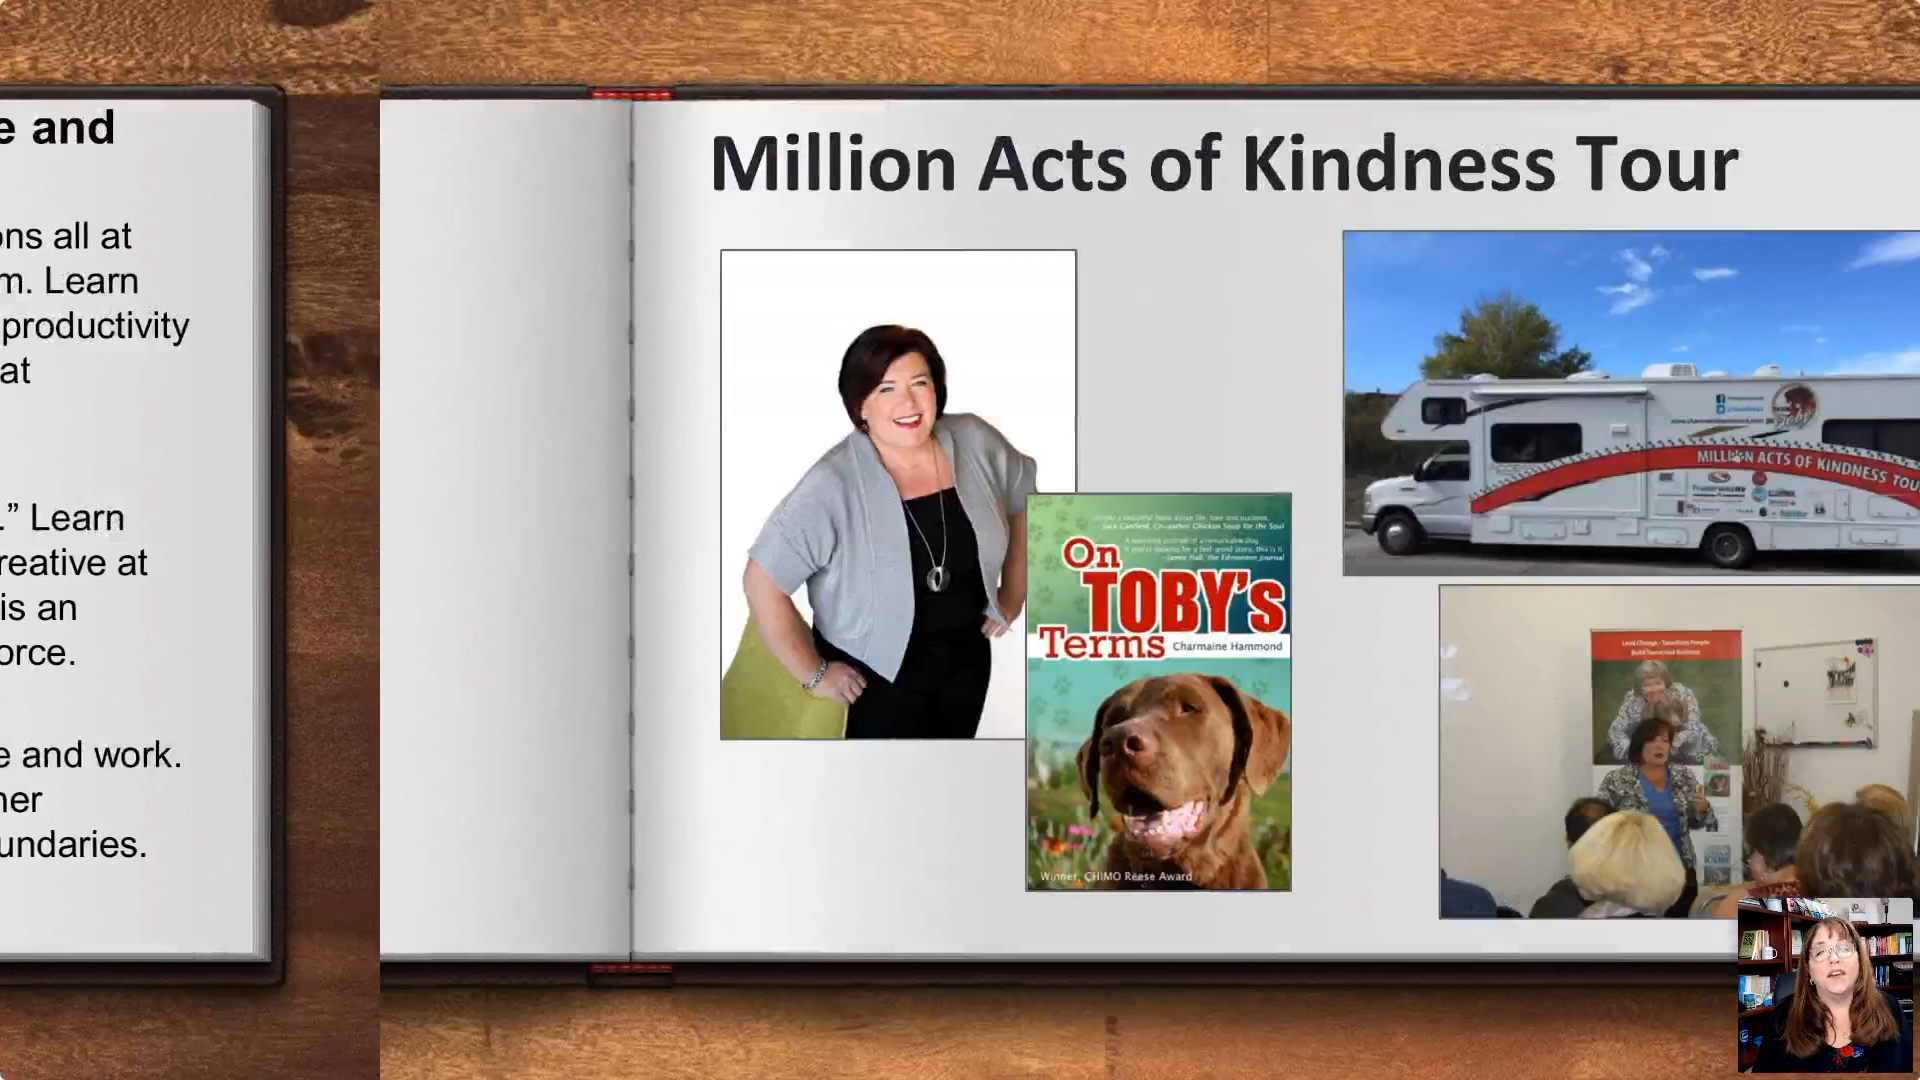 e and
ons all at
m. Learn
productivity
at
.” Learn
reative at
is an
orce.
e and work.
her
undaries.
Million Acts of Kindness Tour
Jack Canfield, Co-author Chicken Soup for the Soul
On
TOBY'S
Terms
Charmaine Hammond
Winner, CHIMO Reese Award
MILLION ACTS OF KINDNESS TOU